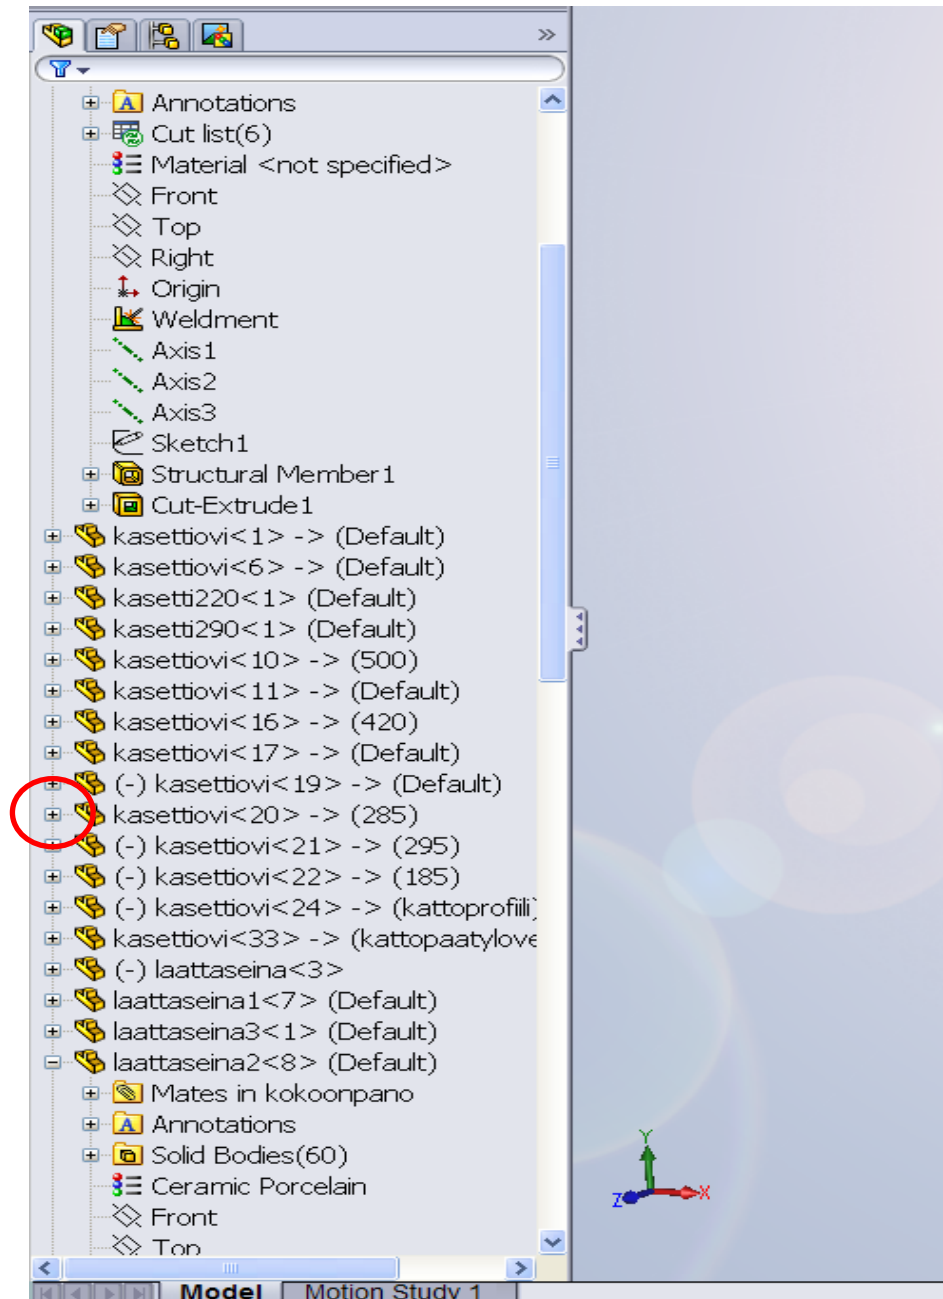 Annotations
Cut list(6)
Material <not specified>
Front
Top
Right
Origin
Weldment
Axis1
Axis2
Axis3
Sketch1
Structural Member1
Cut-Extrude1
kasettiovi<1> -> (Default)
kasettiovi<6> -> (Default)
kasetti220<1> (Default)
kasetti290<1> (Default)
kasettiovi<10> -> (500)
kasettiovi<11> -> (Default)
kasettiovi<16> -> (420)
kasettiovi<17> -> (Default)
(-) kasettiovi<19> -> (Default)
kasettiovi<20> -> (285)
(-) kasettiovi<21> -> (295)
(-) kasettiovi<22> -> (185)
(-) kasettiovi<24> -> (kattoprofiili)
kasettiovi<33> -> (kattopaatylove
(-) laattaseina<3>
laattaseina1<7> (Default)
laattaseina3<1> (Default)
laattaseina2<8> (Default)
Mates in kokoonpano
Annotations
Solid Bodies(60)
Ceramic Porcelain
Front
Top
Y
Z X
Model Motion Study 1